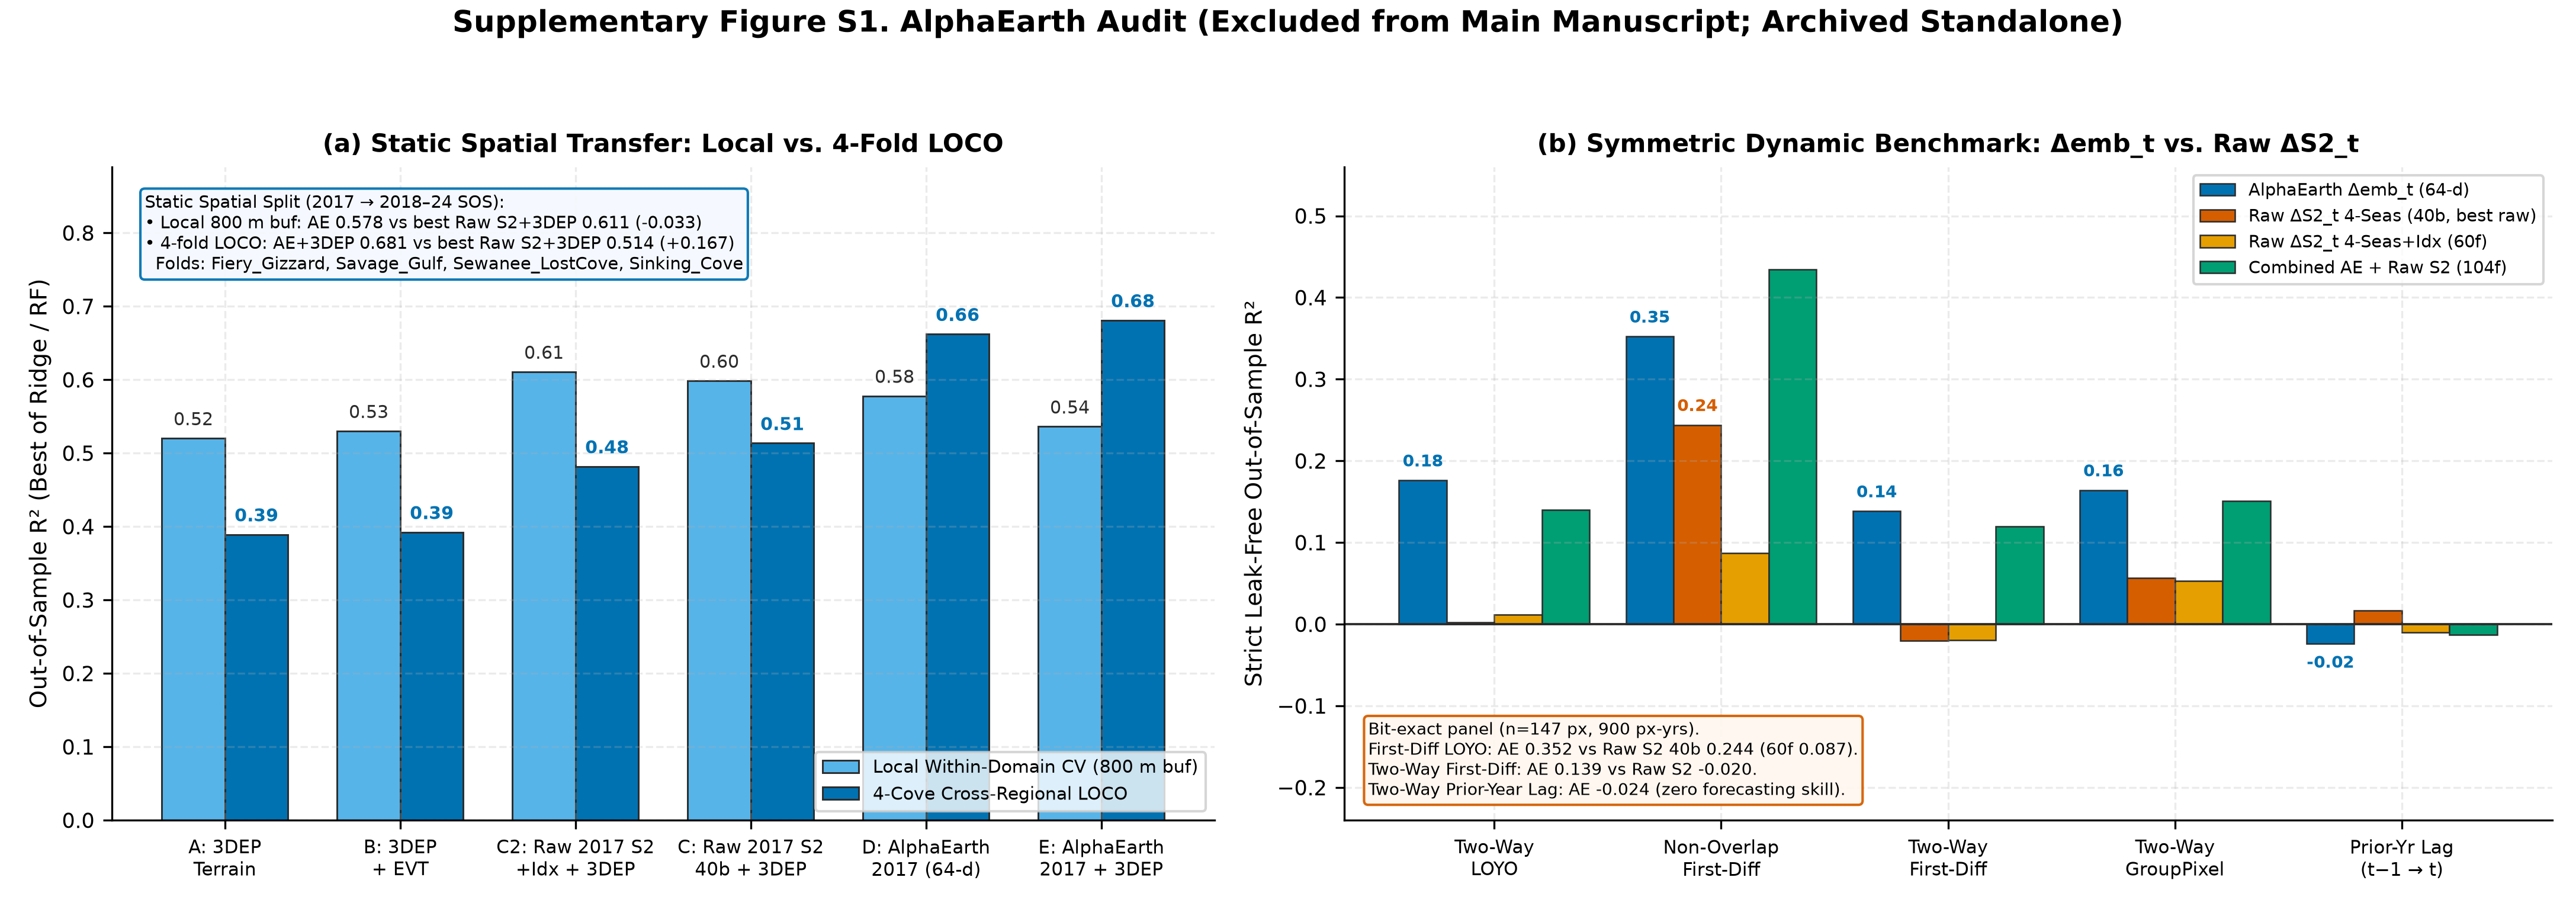 Supplementary Figure S1. AlphaEarth Audit (Excluded from Main Manuscript; Archived Standalone)
(a) Static Spatial Transfer: Local vs. 4-Fold LOCO
Out-of-Sample R² (Best of Ridge / RF)
0.8
0.7
0.6
0.5
0.4
0.3
0.2
0.1
0.0
Static Spatial Split (2017 → 2018–24 SOS):
• Local 800 m buf: AE 0.578 vs best Raw S2+3DEP 0.611 (-0.033)
• 4-fold LOCO: AE+3DEP 0.681 vs best Raw S2+3DEP 0.514 (+0.167)
Folds: Fiery_Gizzard, Savage_Gulf, Sewanee_LostCove, Sinking_Cove
0.52
0.39
0.53
0.39
0.61
0.48
0.60
0.51
0.58
0.66
0.54
0.68
Local Within-Domain CV (800 m buf)
4-Cove Cross-Regional LOCO
A: 3DEP
Terrain
B: 3DEP
+ EVT
C2: Raw 2017 S2
+Idx + 3DEP
C: Raw 2017 S2
40b + 3DEP
D: AlphaEarth
2017 (64-d)
E: AlphaEarth
2017 + 3DEP
(b) Symmetric Dynamic Benchmark: Δemb_t vs. Raw ΔS2_t
Strict Leak-Free Out-of-Sample R²
0.5
0.4
0.3
0.2
0.1
0.0
−0.1
−0.2
AlphaEarth Δemb_t (64-d)
Raw ΔS2_t 4-Seas (40b, best raw)
Raw ΔS2_t 4-Seas+Idx (60f)
Combined AE + Raw S2 (104f)
0.18
0.35
0.24
0.14
0.16
-0.02
Bit-exact panel (n=147 px, 900 px-yrs).
First-Diff LOYO: AE 0.352 vs Raw S2 40b 0.244 (60f 0.087).
Two-Way First-Diff: AE 0.139 vs Raw S2 -0.020.
Two-Way Prior-Year Lag: AE -0.024 (zero forecasting skill).
Two-Way
LOYO
Non-Overlap
First-Diff
Two-Way
First-Diff
Two-Way
GroupPixel
Prior-Yr Lag
(t−1 → t)